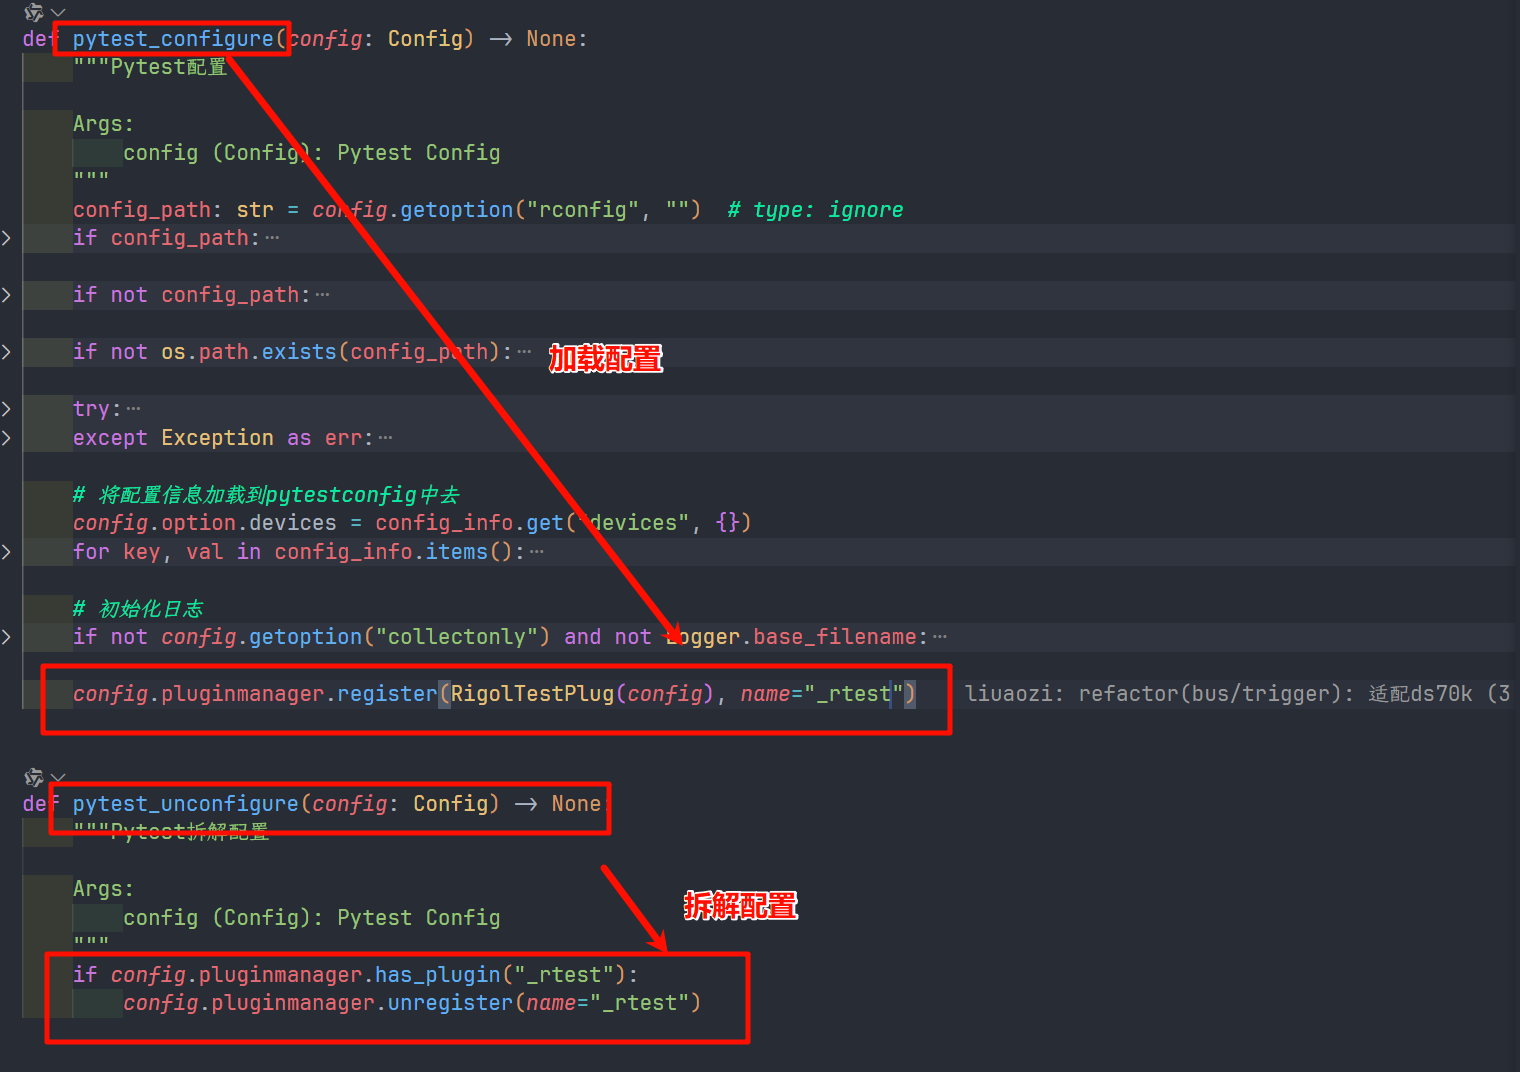 def pytest_configure(config: Config) -> None:
"""Pytest配置
Args:
config (Config): Pytest Config
"""
config_path: str = config.getoption("rconfig", "")  # type: ignore
if config_path:…
if not config_path:…
if not os.path.exists(config_path):…
加载配置
try:…
except Exception as err:…
# 将配置信息加载到pytestconfig中去
config.option.devices = config_info.get("devices", {})
for key, val in config_info.items():…
# 初始化日志
if not config.getoption("collectonly") and not Logger.base_filename:…
config.pluginmanager.register(RigolTestPlug(config), name="_rtest") liuaozi: refactor(bus/trigger): 适配ds70k (3
def pytest_unconfigure(config: Config) -> None:
"""Pytest拆解配置
Args:
拆解配置
config (Config): Pytest Config
"""
if config.pluginmanager.has_plugin("_rtest"):
config.pluginmanager.unregister(name="_rtest")